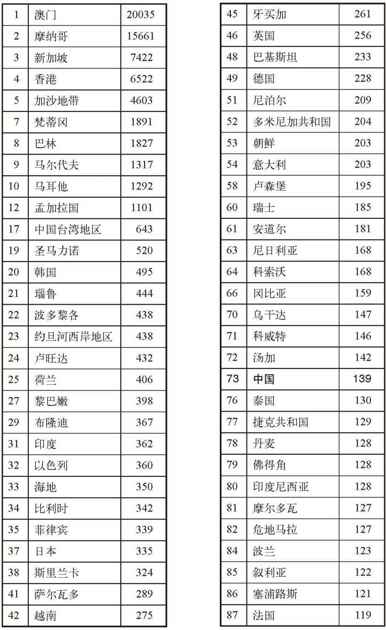 1 澳门 20035
2 摩纳哥 15661
3 新加坡 7422
4 香港 6522
5 加沙地带 4603
7 梵蒂冈 1891
8 巴林 1827
9 马尔代夫 1317
10 马耳他 1292
12 孟加拉国 1101
17 中国台湾地区 643
19 圣马力诺 520
20 韩国 495
21 瑙鲁 444
22 波多黎各 438
23 约旦河西岸地区 438
24 卢旺达 432
25 荷兰 406
27 黎巴嫩 398
29 布隆迪 367
31 印度 362
32 以色列 360
33 海地 350
34 比利时 342
35 菲律宾 339
37 日本 335
38 斯里兰卡 324
41 萨尔瓦多 289
42 越南 275
45 牙买加 261
46 英国 256
48 巴基斯坦 233
49 德国 228
51 尼泊尔 209
52 多米尼加共和国 204
53 朝鲜 203
54 意大利 203
58 卢森堡 195
60 瑞士 185
61 安道尔 181
63 尼日利亚 168
64 科索沃 168
66 冈比亚 159
70 乌干达 147
71 科威特 146
72 汤加 142
73 中国 139
76 泰国 130
77 捷克共和国 129
78 丹麦 128
79 佛得角 128
80 印度尼西亚 128
81 摩尔多瓦 127
82 危地马拉 127
84 波兰 123
85 叙利亚 122
86 塞浦路斯 121
87 法国 119